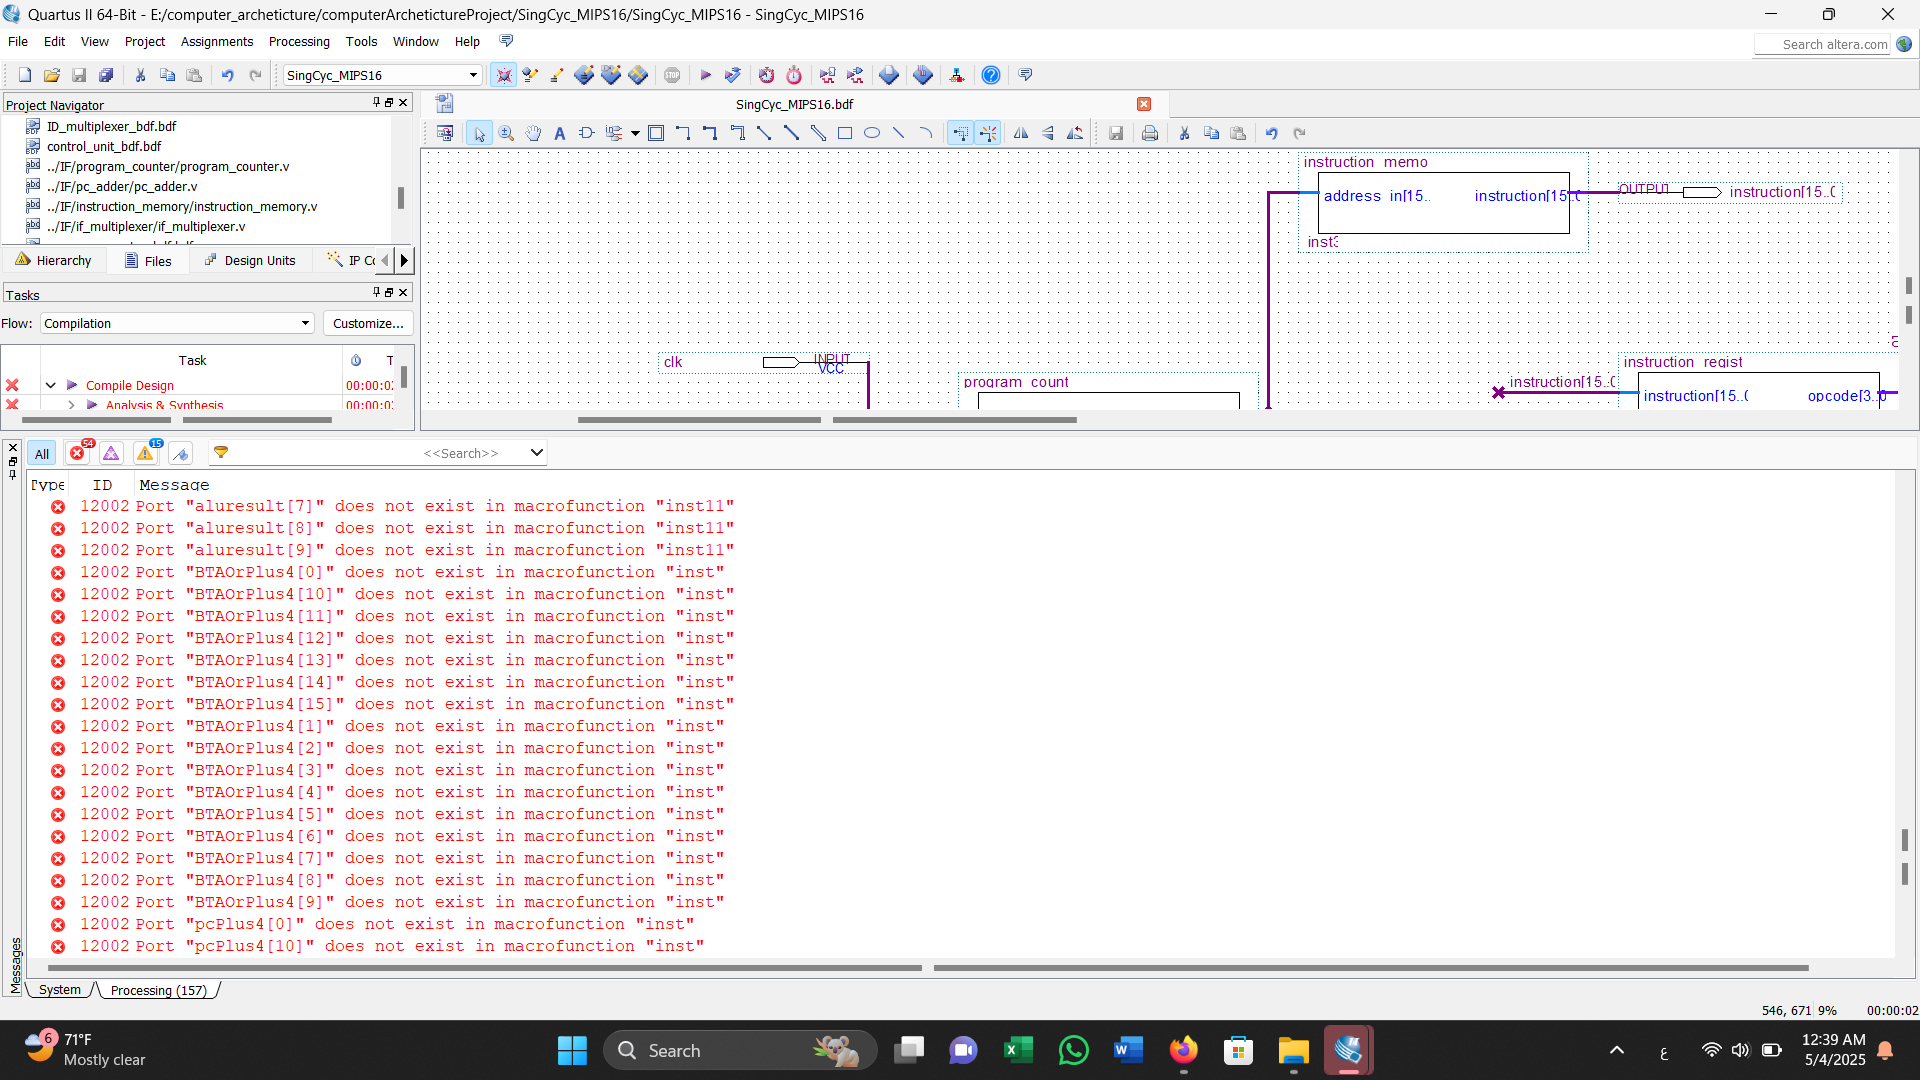 Quartus II 64-Bit - E:/computer_archeticture/computerArchetictureProject/SingCyc_MIPS16/SingCyc_MIPS16 - SingCyc_MIPS16
File Edit View Project Assignments Processing Tools Window Help
Search altera.com
SingCyc_MIPS16
STOP
Project Navigator
SingCyc_MIPS16.bdf
ID_multiplexer_bdf.bdf
control_unit_bdf.bdf
../IF/program_counter/program_counter.v
../IF/pc_adder/pc_adder.v
../IF/instruction_memory/instruction_memory.v
../IF/if_multiplexer/if_multiplexer.v
Hierarchy Files Design Units IP Co
Tasks
Flow: Compilation Customize...
Task T
Compile Design 00:00:02
Analysis & Synthesis 00:00:02
instruction memo
address in[15.. instruction[15..0
inst3
OUTPUT instruction[15..0
clk INPUT
VCC
program count
instruction[15..0
instruction regist
instruction[15..0 opcode[3..0
All 54 15 <<Search>>
Type ID Message
12002 Port "aluresult[7]" does not exist in macrofunction "inst11"
12002 Port "aluresult[8]" does not exist in macrofunction "inst11"
12002 Port "aluresult[9]" does not exist in macrofunction "inst11"
12002 Port "BTAOrPlus4[0]" does not exist in macrofunction "inst"
12002 Port "BTAOrPlus4[10]" does not exist in macrofunction "inst"
12002 Port "BTAOrPlus4[11]" does not exist in macrofunction "inst"
12002 Port "BTAOrPlus4[12]" does not exist in macrofunction "inst"
12002 Port "BTAOrPlus4[13]" does not exist in macrofunction "inst"
12002 Port "BTAOrPlus4[14]" does not exist in macrofunction "inst"
12002 Port "BTAOrPlus4[15]" does not exist in macrofunction "inst"
12002 Port "BTAOrPlus4[1]" does not exist in macrofunction "inst"
12002 Port "BTAOrPlus4[2]" does not exist in macrofunction "inst"
12002 Port "BTAOrPlus4[3]" does not exist in macrofunction "inst"
12002 Port "BTAOrPlus4[4]" does not exist in macrofunction "inst"
12002 Port "BTAOrPlus4[5]" does not exist in macrofunction "inst"
12002 Port "BTAOrPlus4[6]" does not exist in macrofunction "inst"
12002 Port "BTAOrPlus4[7]" does not exist in macrofunction "inst"
12002 Port "BTAOrPlus4[8]" does not exist in macrofunction "inst"
12002 Port "BTAOrPlus4[9]" does not exist in macrofunction "inst"
12002 Port "pcPlus4[0]" does not exist in macrofunction "inst"
12002 Port "pcPlus4[10]" does not exist in macrofunction "inst"
Messages
System Processing (157)
546, 671 9% 00:00:02
6 71°F
Mostly clear
Search
ع
12:39 AM
5/4/2025